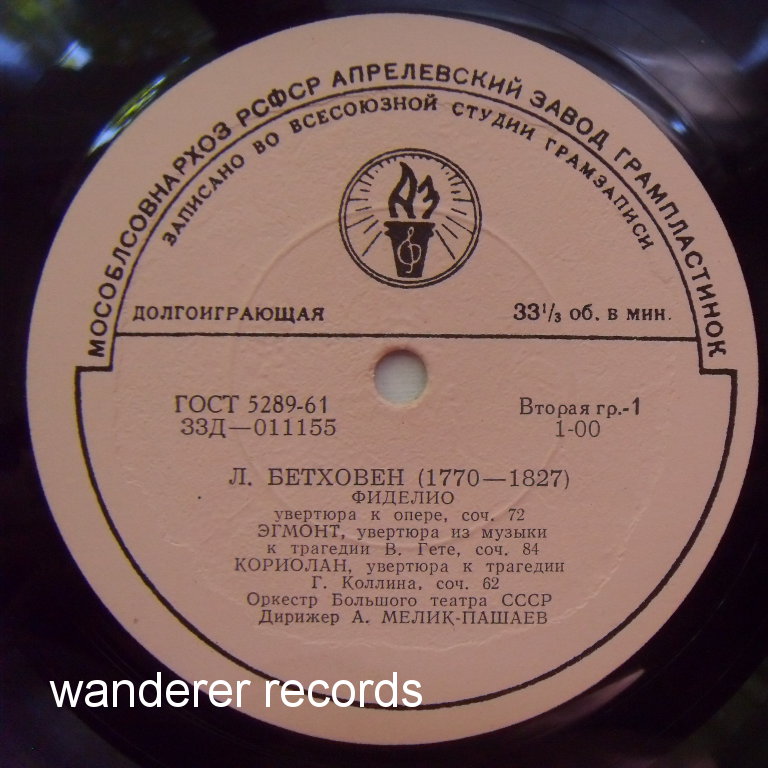 МОСОБЛСОВНАРХОЗ РСФСР АПРЕЛЕВСКИЙ ЗАВОД ГРАМПЛАСТИНОК
ЗАПИСАНО ВО ВСЕСОЮЗНОЙ СТУДИИ ГРАМЗАПИСИ
АЗ
ДОЛГОИГРАЮЩАЯ 33 1/3 об. в мин.
ГОСТ 5289-61 Вторая гр.-1
33Д—011155 1-00
Л. БЕТХОВЕН (1770—1827)
ФИДЕЛИО
увертюра к опере, соч. 72
ЭГМОНТ, увертюра из музыки
к трагедии В. Гете, соч. 84
КОРИОЛАН, увертюра к трагедии
Г. Коллина, соч. 62
Оркестр Большого театра СССР
Дирижер А. МЕЛИК-ПАШАЕВ
wanderer records